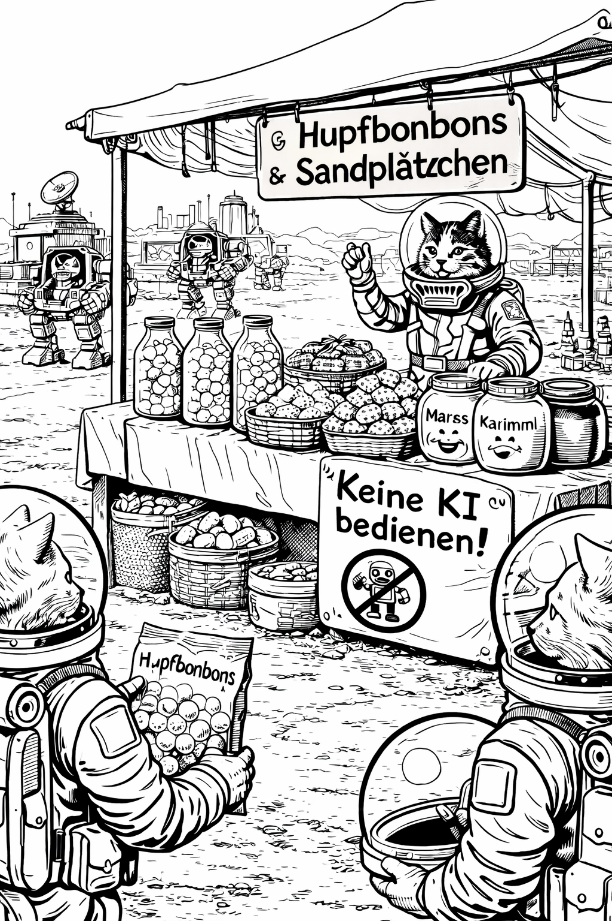 Hupfbonbons
& Sandplätzchen
Marss
Karimml
Keine KI
bedienen!
Hupfbonbons